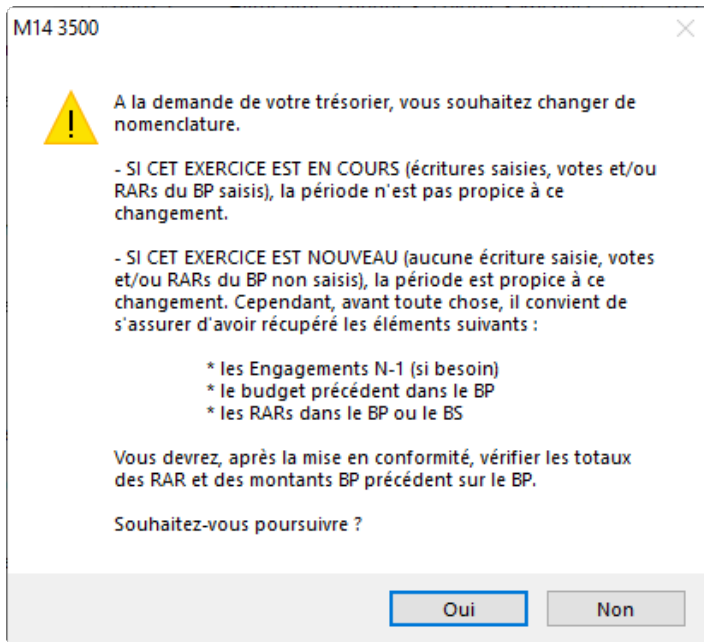 M14 3500
A la demande de votre trésorier, vous souhaitez changer de
nomenclature.
- SI CET EXERCICE EST EN COURS (écritures saisies, votes et/ou
RARs du BP saisis), la période n'est pas propice à ce
changement.
- SI CET EXERCICE EST NOUVEAU (aucune écriture saisie, votes
et/ou RARs du BP non saisis), la période est propice à ce
changement. Cependant, avant toute chose, il convient de
s'assurer d'avoir récupéré les éléments suivants :
* les Engagements N-1 (si besoin)
* le budget précédent dans le BP
* les RARs dans le BP ou le BS
Vous devrez, après la mise en conformité, vérifier les totaux
des RAR et des montants BP précédent sur le BP.
Souhaitez-vous poursuivre ?
Oui
Non